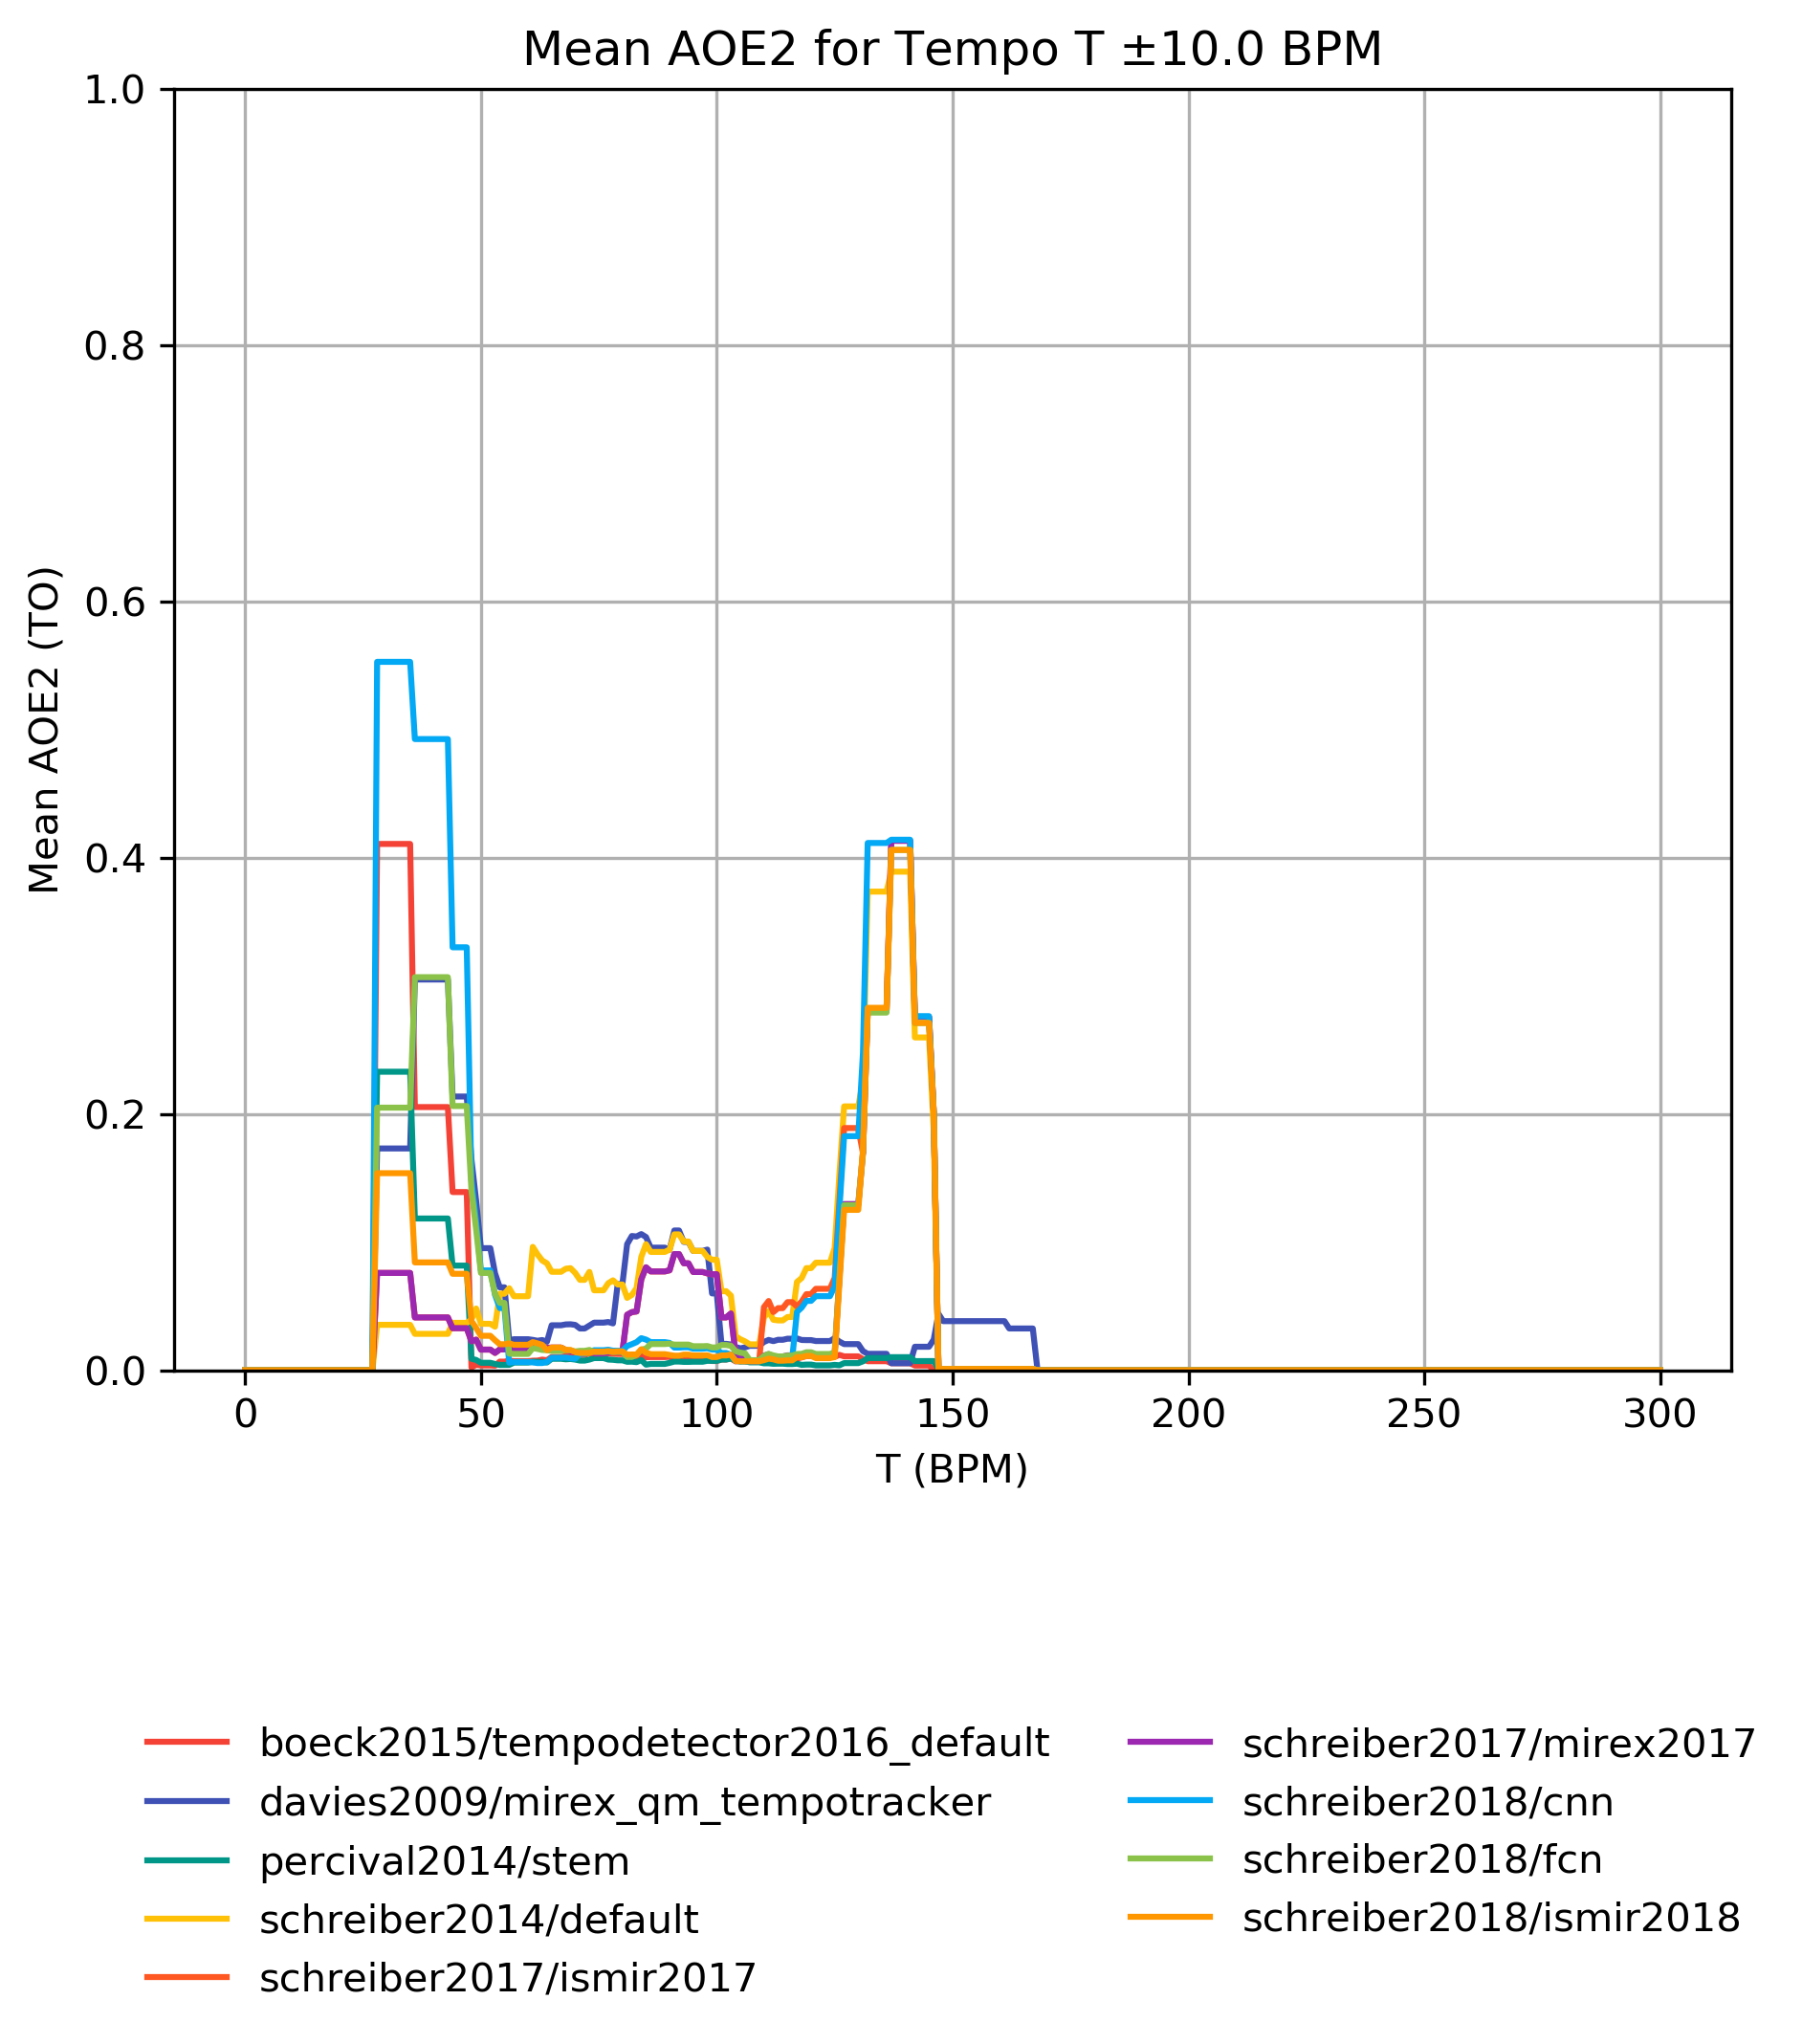 Mean AOE2 for Tempo T ±10.0 BPM
1.0
0.8
0.6
0.4
0.2
0.0
Mean AOE2 (TO)
0 50 100 150 200 250 300
T (BPM)
boeck2015/tempodetector2016_default
davies2009/mirex_qm_tempotracker
percival2014/stem
schreiber2014/default
schreiber2017/ismir2017
schreiber2017/mirex2017
schreiber2018/cnn
schreiber2018/fcn
schreiber2018/ismir2018